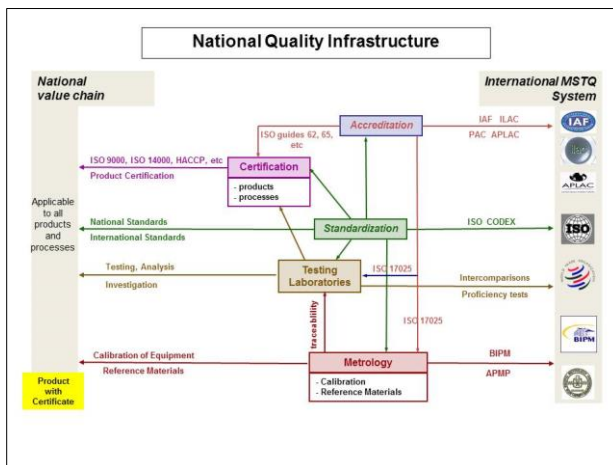 National Quality Infrastructure
National
value chain
International MSTQ
System
Accreditation
IAF ILAC
PAC APLAC
IAF
ilac
APLAC
ISO guides 62, 65,
etc
ISO 9000, ISO 14000, HACCP, etc
Product Certification
Certification
- products
- processes
Applicable
to all
products
and
processes
National Standards
International Standards
Standardization
ISO CODEX
ISO
Testing, Analysis
Investigation
Testing
Laboratories
ISO 17025
Intercomparisons
Proficiency tests
traceability
ISO 17025
BIPM
Calibration of Equipment
Reference Materials
Metrology
- Calibration
- Reference Materials
BIPM
APMP
Product
with
Certificate